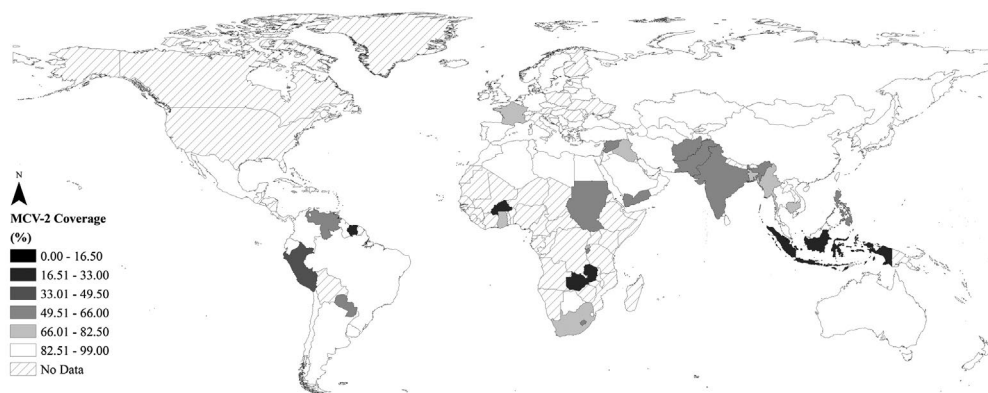 N
MCV-2 Coverage
(%)
0.00 - 16.50
16.51 - 33.00
33.01 - 49.50
49.51 - 66.00
66.01 - 82.50
82.51 - 99.00
No Data